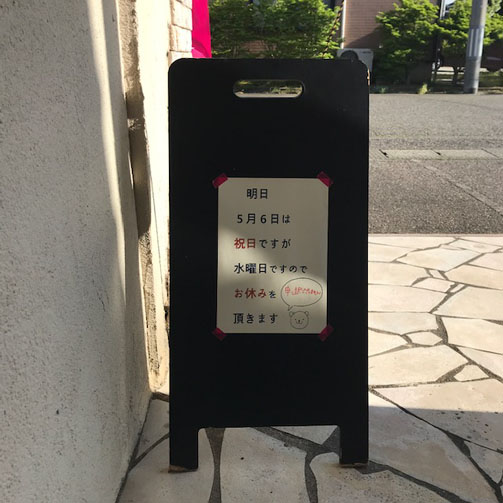 明日
5月6日は
祝日ですが
水曜日ですので
お休みを
頂きます